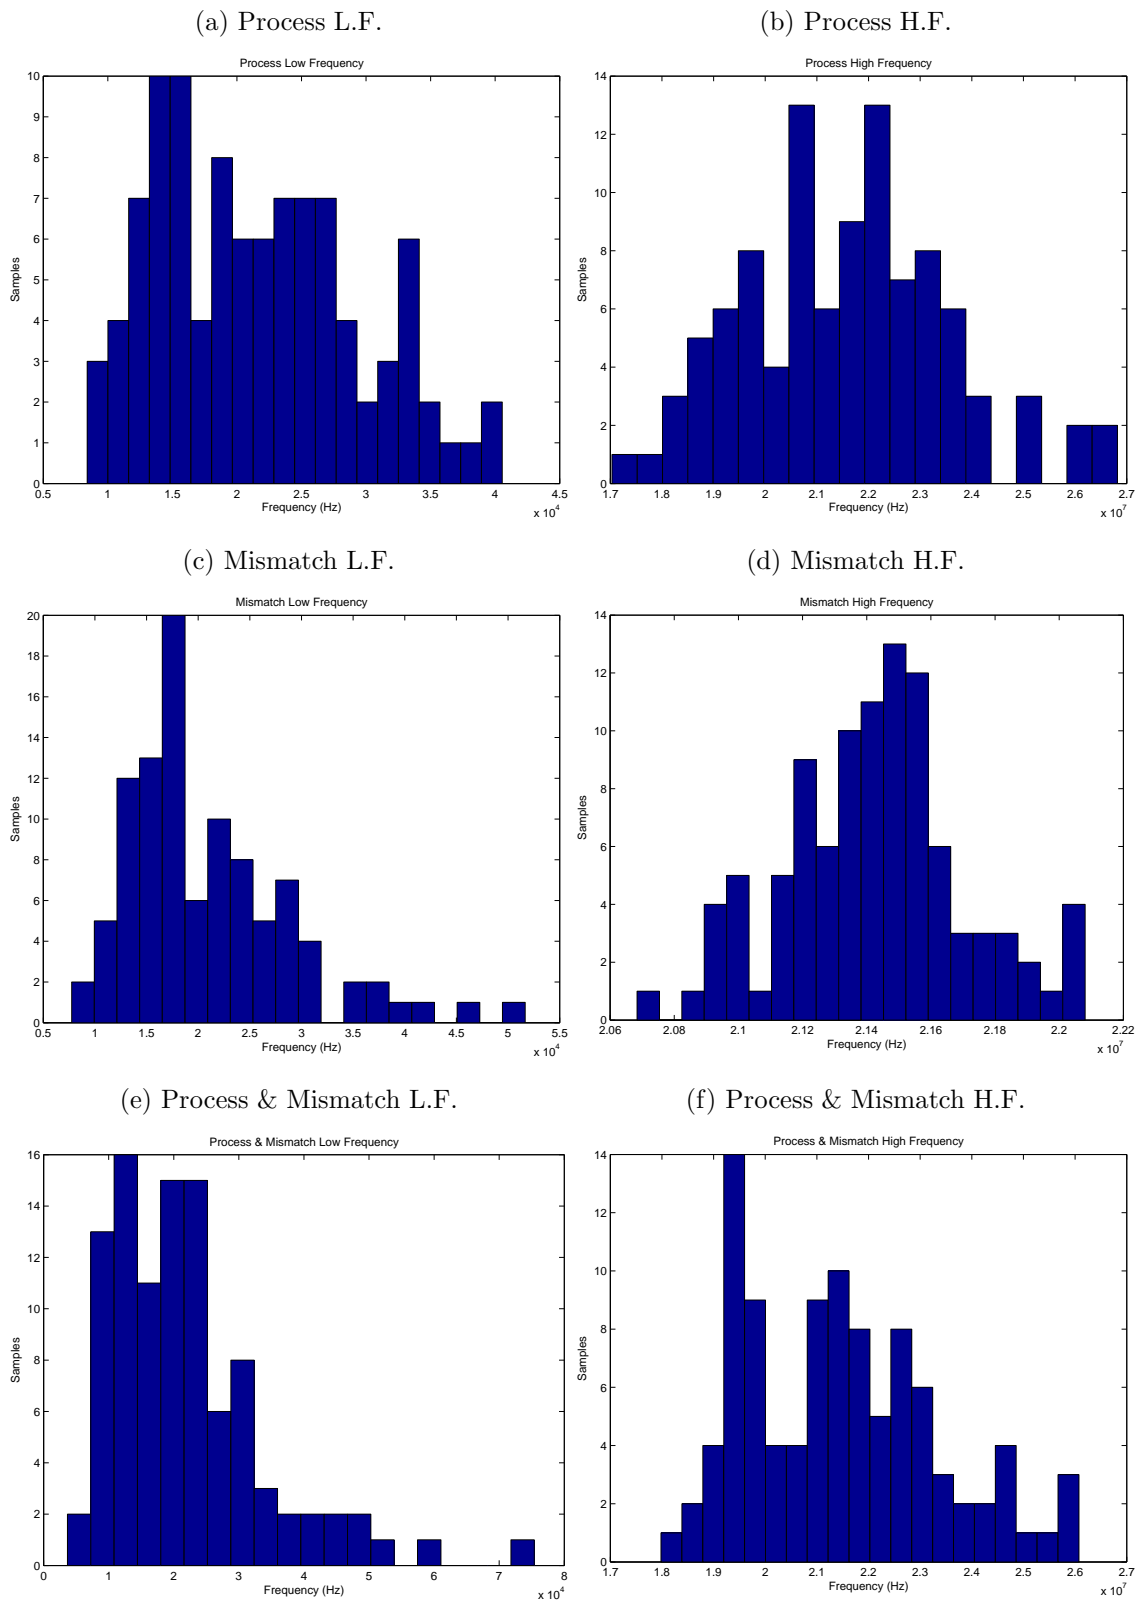 (a) Process L.F.
Process Low Frequency
10
9
8
7
6
5
4
3
2
1
0
Samples
0.5 1 1.5 2 2.5 3 3.5 4 4.5
Frequency (Hz)
x 10^4
(b) Process H.F.
Process High Frequency
14
12
10
8
6
4
2
0
Samples
1.7 1.8 1.9 2 2.1 2.2 2.3 2.4 2.5 2.6 2.7
Frequency (Hz)
x 10^7
(c) Mismatch L.F.
Mismatch Low Frequency
20
18
16
14
12
10
8
6
4
2
0
Samples
0.5 1 1.5 2 2.5 3 3.5 4 4.5 5 5.5
Frequency (Hz)
x 10^4
(d) Mismatch H.F.
Mismatch High Frequency
14
12
10
8
6
4
2
0
Samples
2.06 2.08 2.1 2.12 2.14 2.16 2.18 2.2 2.22
Frequency (Hz)
x 10^7
(e) Process & Mismatch L.F.
Process & Mismatch Low Frequency
16
14
12
10
8
6
4
2
0
Samples
0 1 2 3 4 5 6 7 8
Frequency (Hz)
x 10^4
(f) Process & Mismatch H.F.
Process & Mismatch High Frequency
14
12
10
8
6
4
2
0
Samples
1.7 1.8 1.9 2 2.1 2.2 2.3 2.4 2.5 2.6 2.7
Frequency (Hz)
x 10^7